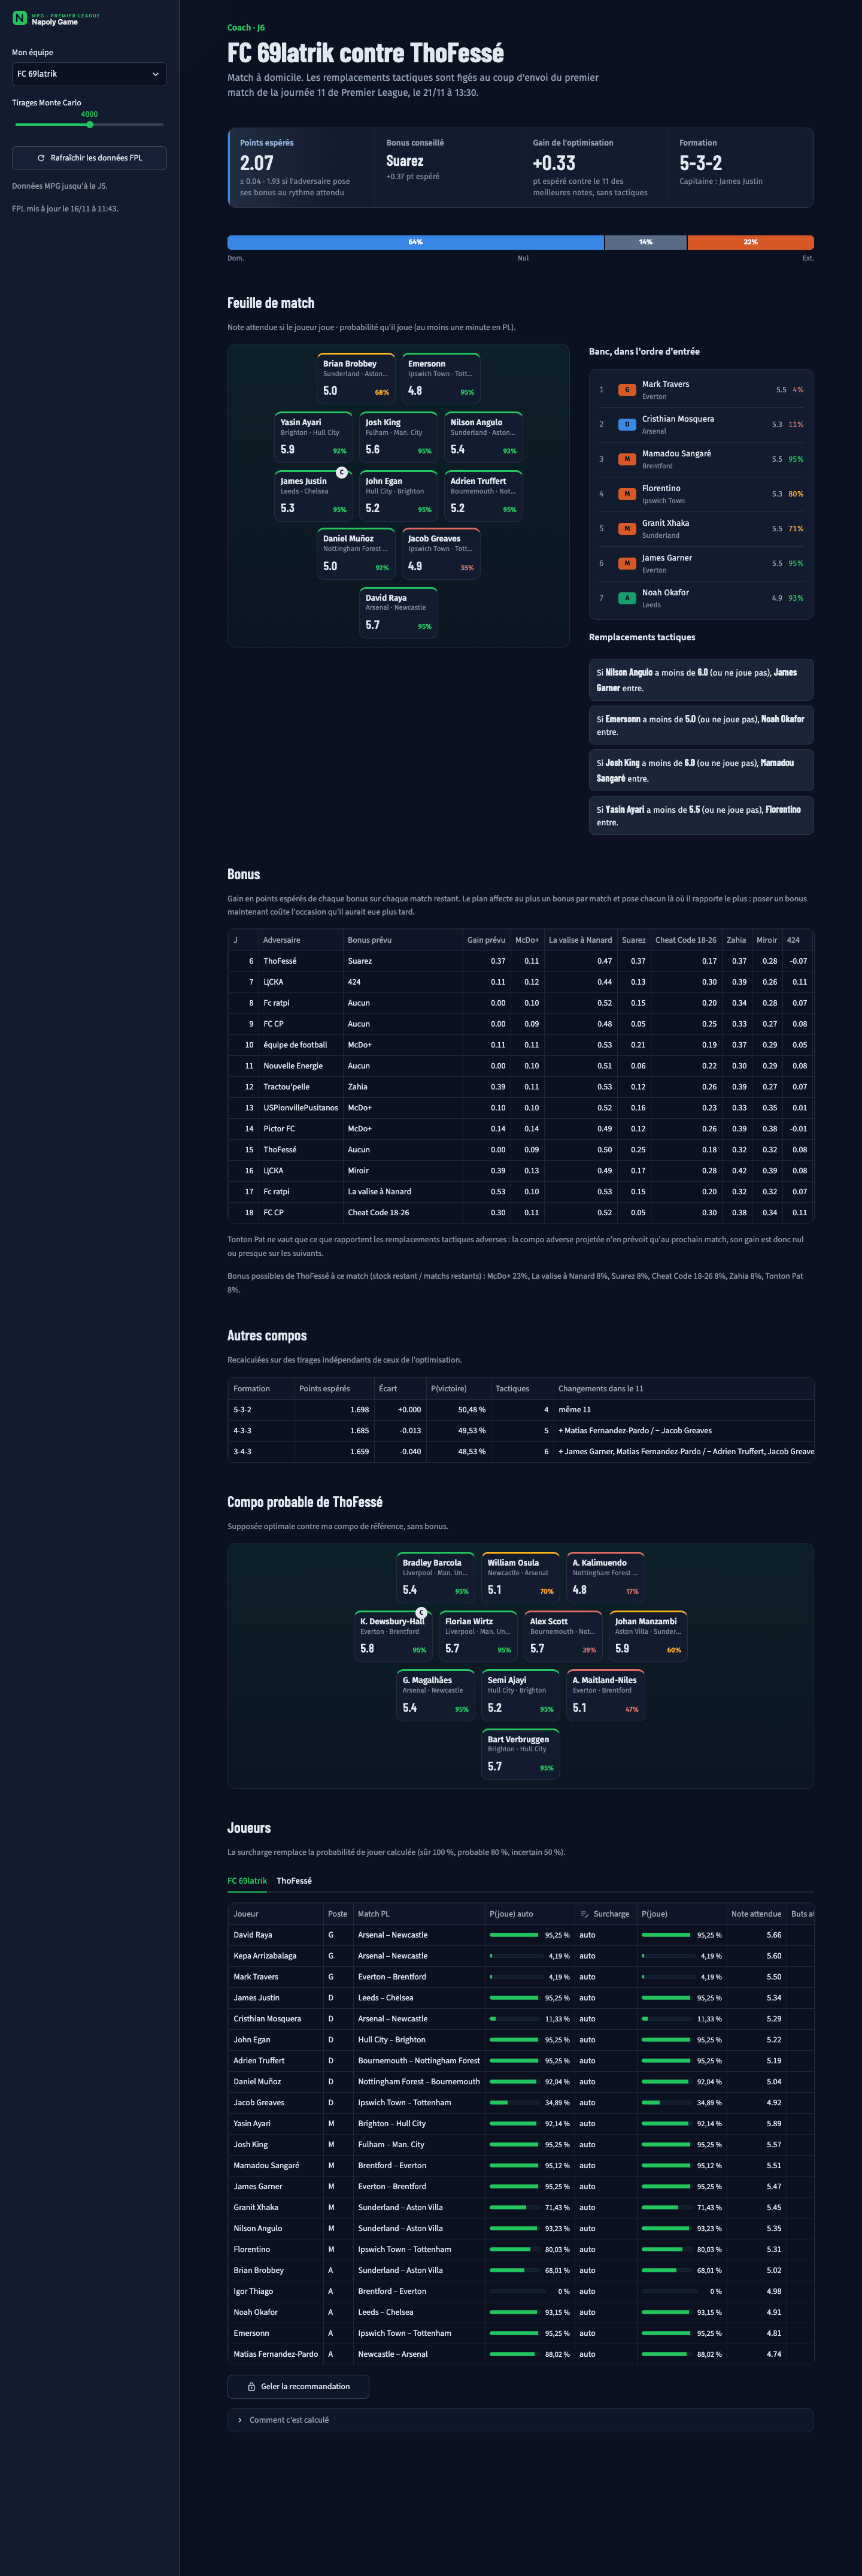 MPG · PREMIER LEAGUE
Napoly Game
Mon équipe
FC 69latrik
Tirages Monte Carlo
4000
Rafraîchir les données FPL
Données MPG jusqu'à la J5.
FPL mis à jour le 16/11 à 11:43.
Coach · J6
FC 69latrik contre ThoFessé
Match à domicile. Les remplacements tactiques sont figés au coup d'envoi du premier
match de la journée 11 de Premier League, le 21/11 à 13:30.
Points espérés
2.07
± 0.04 · 1.93 si l'adversaire pose
ses bonus au rythme attendu
Bonus conseillé
Suarez
+0.37 pt espéré
Gain de l'optimisation
+0.33
pt espéré contre le 11 des
meilleures notes, sans tactiques
Formation
5-3-2
Capitaine : James Justin
64% 14% 22%
Dom. Nul Ext.
Feuille de match
Note attendue si le joueur joue · probabilité qu'il joue (au moins une minute en PL).
Brian Brobbey
Sunderland · Aston…
5.0 68%
Emersonn
Ipswich Town · Tott…
4.8 95%
Yasin Ayari
Brighton · Hull City
5.9 92%
Josh King
Fulham · Man. City
5.6 95%
Nilson Angulo
Sunderland · Aston…
5.4 93%
C
James Justin
Leeds · Chelsea
5.3 95%
John Egan
Hull City · Brighton
5.2 95%
Adrien Truffert
Bournemouth · Not…
5.2 95%
Daniel Muñoz
Nottingham Forest …
5.0 92%
Jacob Greaves
Ipswich Town · Tott…
4.9 35%
David Raya
Arsenal · Newcastle
5.7 95%
Banc, dans l'ordre d'entrée
1 G Mark Travers 5.5 4%
Everton
2 D Cristhian Mosquera 5.3 11%
Arsenal
3 M Mamadou Sangaré 5.5 95%
Brentford
4 M Florentino 5.3 80%
Ipswich Town
5 M Granit Xhaka 5.5 71%
Sunderland
6 M James Garner 5.5 95%
Everton
7 A Noah Okafor 4.9 93%
Leeds
Remplacements tactiques
Si Nilson Angulo a moins de 6.0 (ou ne joue pas), James
Garner entre.
Si Emersonn a moins de 5.0 (ou ne joue pas), Noah Okafor
entre.
Si Josh King a moins de 6.0 (ou ne joue pas), Mamadou
Sangaré entre.
Si Yasin Ayari a moins de 5.5 (ou ne joue pas), Florentino
entre.
Bonus
Gain en points espérés de chaque bonus sur chaque match restant. Le plan affecte au plus un bonus par match et pose chacun là où il rapporte le plus : poser un bonus
maintenant coûte l'occasion qu'il aurait eue plus tard.
J Adversaire Bonus prévu Gain prévu McDo+ La valise à Nanard Suarez Cheat Code 18-26 Zahia Miroir 424
6 ThoFessé Suarez 0.37 0.11 0.47 0.37 0.17 0.37 0.28 -0.07
7 ЦСКА 424 0.11 0.12 0.44 0.13 0.30 0.39 0.26 0.11
8 Fc ratpi Aucun 0.00 0.10 0.52 0.15 0.20 0.34 0.28 0.07
9 FC CP Aucun 0.00 0.09 0.48 0.05 0.25 0.33 0.27 0.08
10 équipe de football McDo+ 0.11 0.11 0.53 0.21 0.19 0.37 0.29 0.05
11 Nouvelle Energie Aucun 0.00 0.10 0.51 0.06 0.22 0.30 0.29 0.08
12 Tractou'pelle Zahia 0.39 0.11 0.53 0.12 0.26 0.39 0.27 0.07
13 USPionvillePusitanos McDo+ 0.10 0.10 0.52 0.16 0.23 0.33 0.35 0.01
14 Pictor FC McDo+ 0.14 0.14 0.49 0.12 0.26 0.39 0.38 -0.01
15 ThoFessé Aucun 0.00 0.09 0.50 0.25 0.18 0.32 0.32 0.08
16 ЦСКА Miroir 0.39 0.13 0.49 0.17 0.28 0.42 0.39 0.08
17 Fc ratpi La valise à Nanard 0.53 0.10 0.53 0.15 0.20 0.32 0.32 0.07
18 FC CP Cheat Code 18-26 0.30 0.11 0.52 0.05 0.30 0.38 0.34 0.11
Tonton Pat ne vaut que ce que rapportent les remplacements tactiques adverses : la compo adverse projetée n'en prévoit qu'au prochain match, son gain est donc nul
ou presque sur les suivants.
Bonus possibles de ThoFessé à ce match (stock restant / matchs restants) : McDo+ 23%, La valise à Nanard 8%, Suarez 8%, Cheat Code 18-26 8%, Zahia 8%, Tonton Pat
8%.
Autres compos
Recalculées sur des tirages indépendants de ceux de l'optimisation.
Formation Points espérés Écart P(victoire) Tactiques Changements dans le 11
5-3-2 1.698 +0.000 50,48 % 4 même 11
4-3-3 1.685 -0.013 49,53 % 5 + Matias Fernandez-Pardo / − Jacob Greaves
3-4-3 1.659 -0.040 48,53 % 6 + James Garner, Matias Fernandez-Pardo / − Adrien Truffert, Jacob Greave
Compo probable de ThoFessé
Supposée optimale contre ma compo de référence, sans bonus.
Bradley Barcola
Liverpool · Man. Un…
5.4 95%
William Osula
Newcastle · Arsenal
5.1 70%
A. Kalimuendo
Nottingham Forest …
4.8 17%
C
K. Dewsbury-Hall
Everton · Brentford
5.8 95%
Florian Wirtz
Liverpool · Man. Un…
5.7 95%
Alex Scott
Bournemouth · Not…
5.7 39%
Johan Manzambi
Aston Villa · Sunder…
5.9 60%
G. Magalhães
Arsenal · Newcastle
5.4 95%
Semi Ajayi
Hull City · Brighton
5.2 95%
A. Maitland-Niles
Everton · Brentford
5.1 47%
Bart Verbruggen
Brighton · Hull City
5.7 95%
Joueurs
La surcharge remplace la probabilité de jouer calculée (sûr 100 %, probable 80 %, incertain 50 %).
FC 69latrik ThoFessé
Joueur Poste Match PL P(joue) auto Surcharge P(joue) Note attendue Buts at
David Raya G Arsenal – Newcastle 95,25 % auto 95,25 % 5.66
Kepa Arrizabalaga G Arsenal – Newcastle 4,19 % auto 4,19 % 5.60
Mark Travers G Everton – Brentford 4,19 % auto 4,19 % 5.50
James Justin D Leeds – Chelsea 95,25 % auto 95,25 % 5.34
Cristhian Mosquera D Arsenal – Newcastle 11,33 % auto 11,33 % 5.29
John Egan D Hull City – Brighton 95,25 % auto 95,25 % 5.22
Adrien Truffert D Bournemouth – Nottingham Forest 95,25 % auto 95,25 % 5.19
Daniel Muñoz D Nottingham Forest – Bournemouth 92,04 % auto 92,04 % 5.04
Jacob Greaves D Ipswich Town – Tottenham 34,89 % auto 34,89 % 4.92
Yasin Ayari M Brighton – Hull City 92,14 % auto 92,14 % 5.89
Josh King M Fulham – Man. City 95,25 % auto 95,25 % 5.57
Mamadou Sangaré M Brentford – Everton 95,12 % auto 95,12 % 5.51
James Garner M Everton – Brentford 95,25 % auto 95,25 % 5.47
Granit Xhaka M Sunderland – Aston Villa 71,43 % auto 71,43 % 5.45
Nilson Angulo M Sunderland – Aston Villa 93,23 % auto 93,23 % 5.35
Florentino M Ipswich Town – Tottenham 80,03 % auto 80,03 % 5.31
Brian Brobbey A Sunderland – Aston Villa 68,01 % auto 68,01 % 5.02
Igor Thiago A Brentford – Everton 0 % auto 0 % 4.98
Noah Okafor A Leeds – Chelsea 93,15 % auto 93,15 % 4.91
Emersonn A Ipswich Town – Tottenham 95,25 % auto 95,25 % 4.81
Matias Fernandez-Pardo A Newcastle – Arsenal 88,02 % auto 88,02 % 4.74
Geler la recommandation
Comment c'est calculé